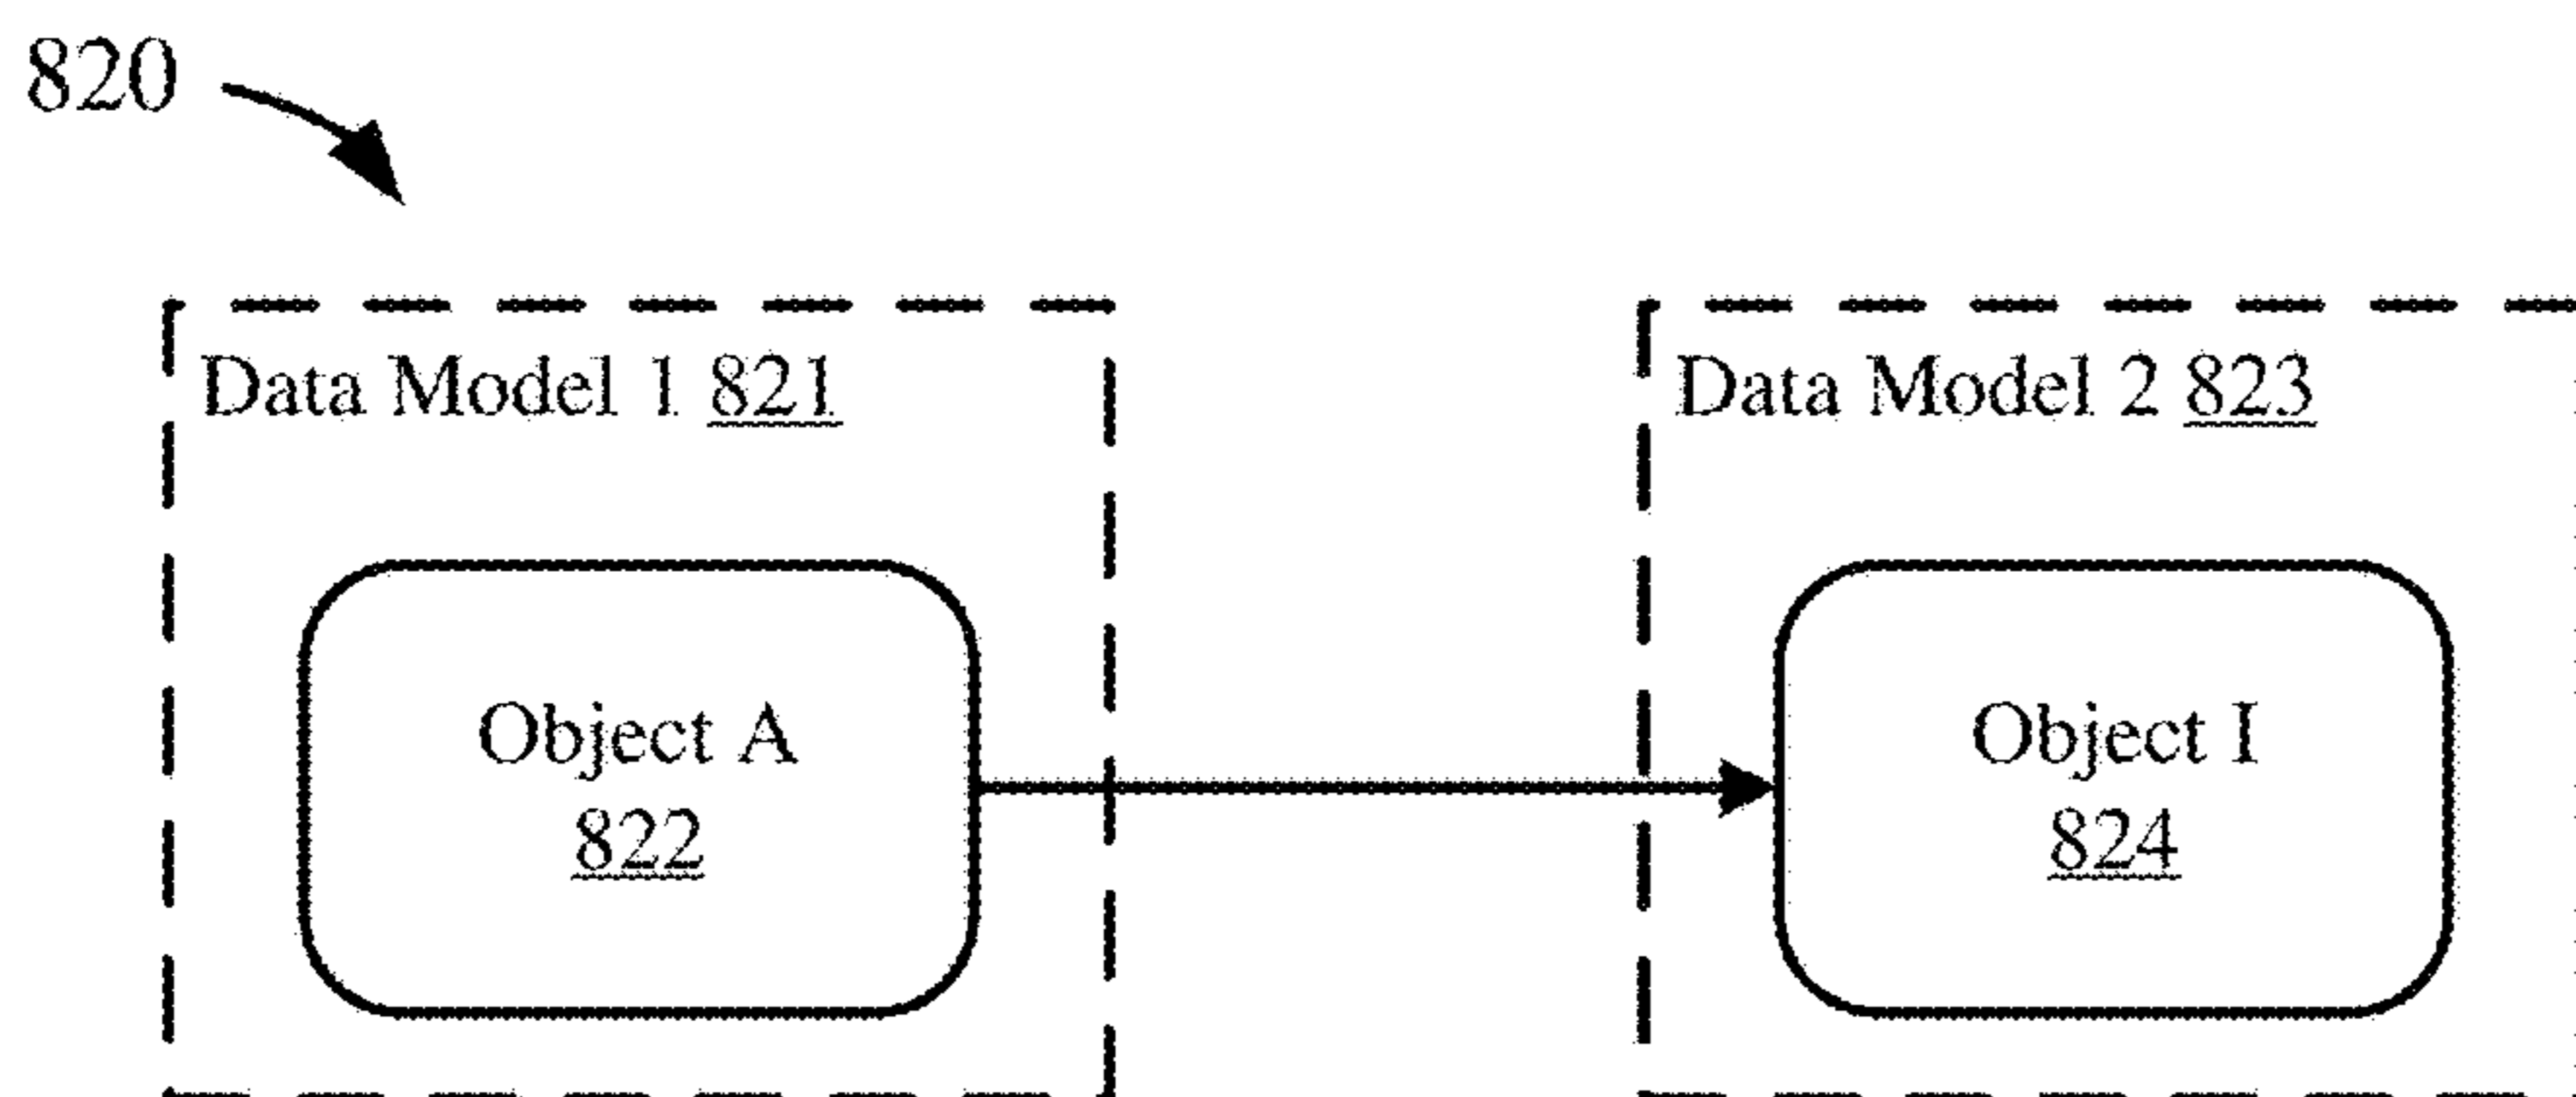 820
Data Model 1 821
Data Model 2 823
Object A
822
Object I
824